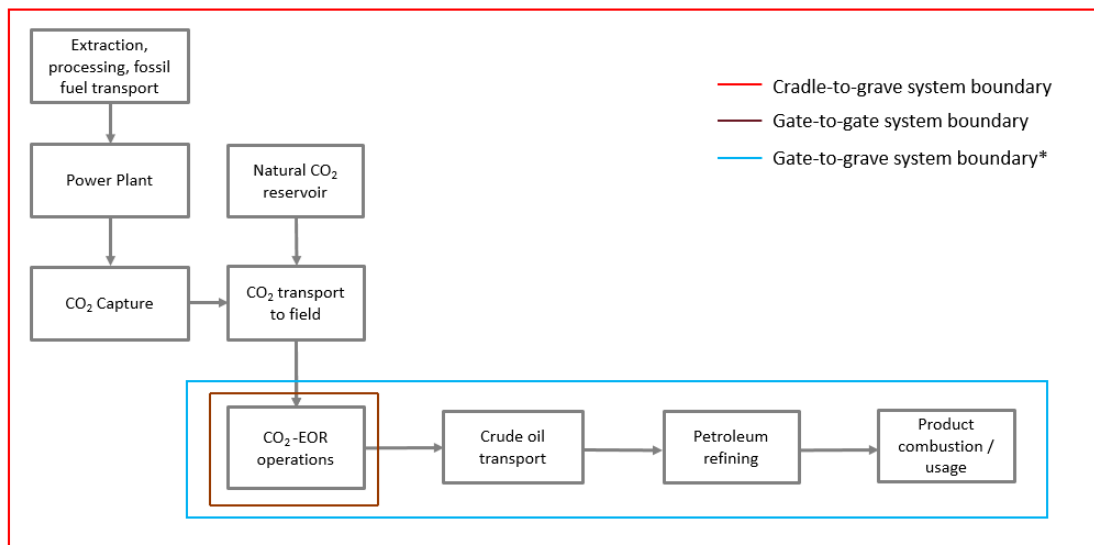 Extraction,
processing, fossil
fuel transport
Cradle-to-grave system boundary
Gate-to-gate system boundary
Gate-to-grave system boundary*
Power Plant
Natural CO₂
reservoir
CO₂ Capture
CO₂ transport
to field
CO₂-EOR
operations
Crude oil
transport
Petroleum
refining
Product
combustion /
usage